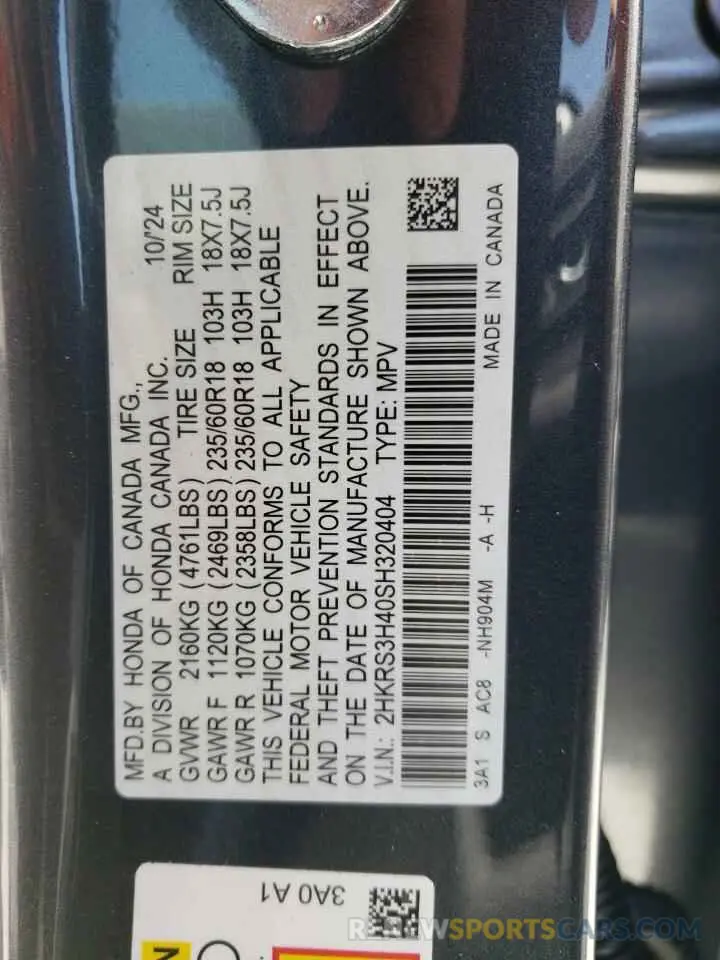 MFD.BY HONDA OF CANADA MFG.,
A DIVISION OF HONDA CANADA INC. 10/'24
GVWR 2160KG (4761LBS) TIRE SIZE RIM SIZE
GAWR F 1120KG (2469LBS) 235/60R18 103H 18X7.5J
GAWR R 1070KG (2358LBS) 235/60R18 103H 18X7.5J
THIS VEHICLE CONFORMS TO ALL APPLICABLE
FEDERAL MOTOR VEHICLE SAFETY
AND THEFT PREVENTION STANDARDS IN EFFECT
ON THE DATE OF MANUFACTURE SHOWN ABOVE.
V.I.N.: 2HKRS3H40SH320404 TYPE: MPV
3A1 S AC8 -NH904M -A -H MADE IN CANADA
3A0 A1
RENEWSPORTSCARS.COM